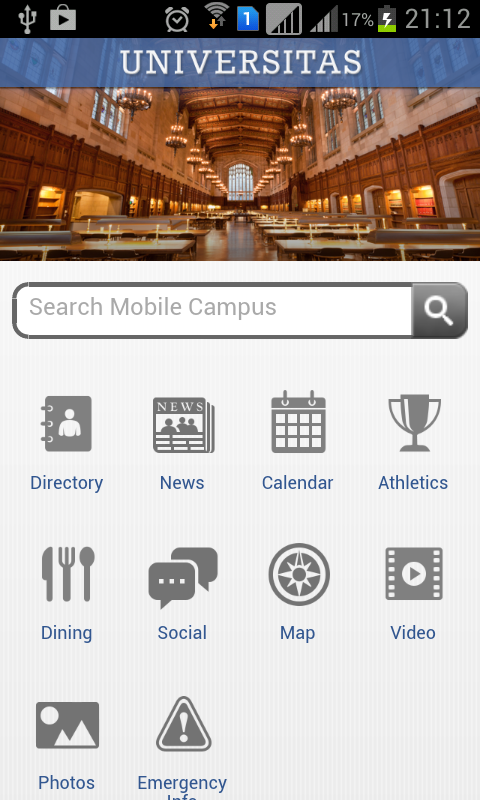 1 17% 21:12
UNIVERSITAS
Search Mobile Campus
NEWS
Directory News Calendar Athletics
Dining Social Map Video
Photos Emergency
Info